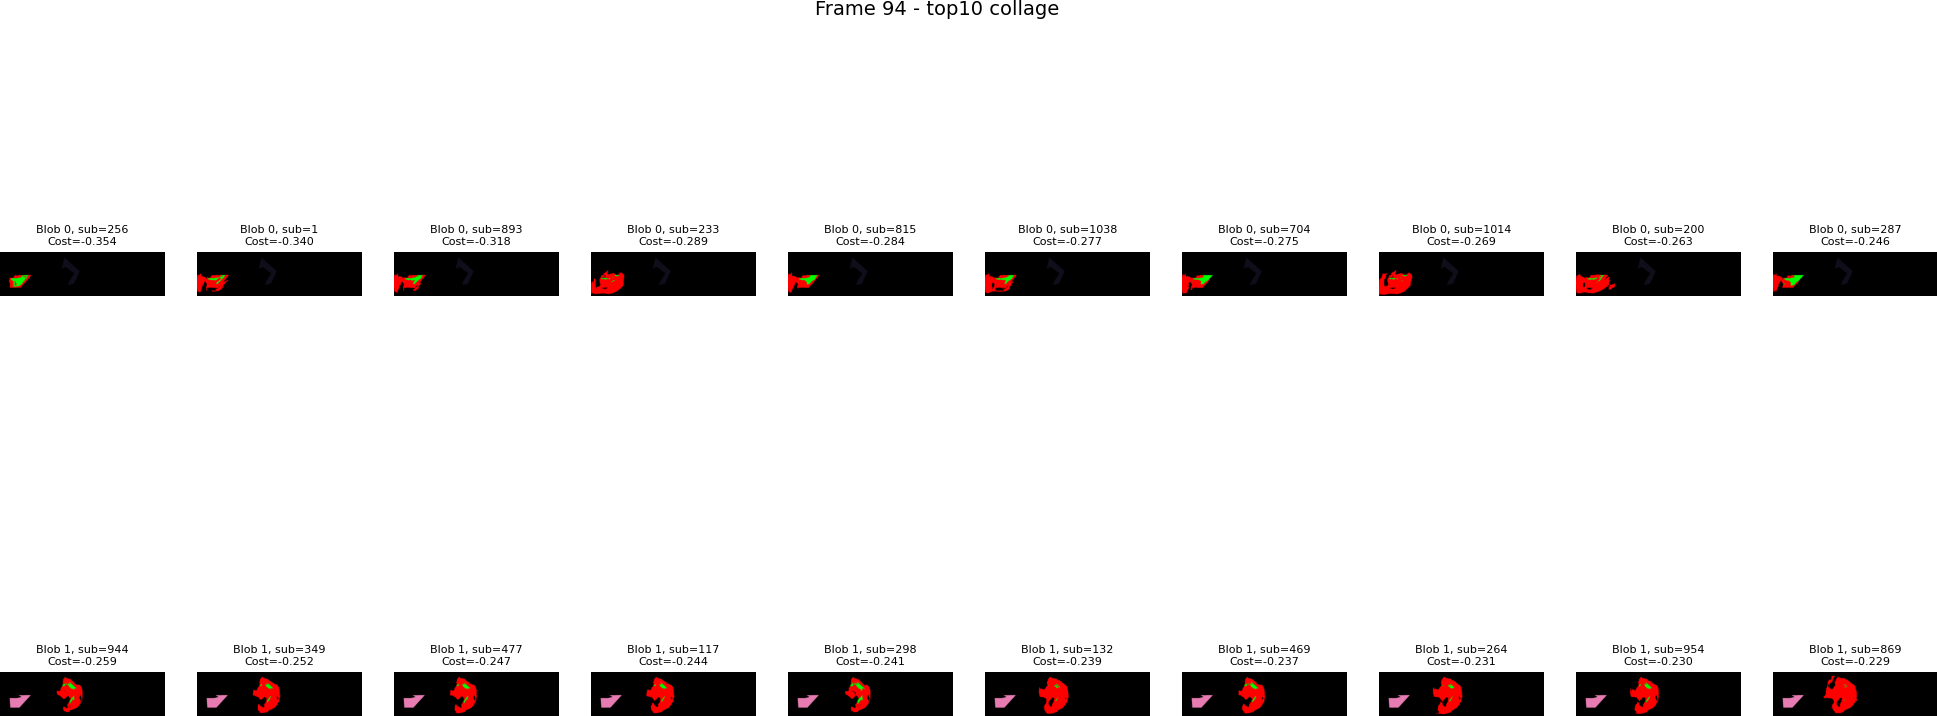 Frame 94 - top10 collage
Blob 0, sub=256
Cost=-0.354
Blob 0, sub=1
Cost=-0.340
Blob 0, sub=893
Cost=-0.318
Blob 0, sub=233
Cost=-0.289
Blob 0, sub=815
Cost=-0.284
Blob 0, sub=1038
Cost=-0.277
Blob 0, sub=704
Cost=-0.275
Blob 0, sub=1014
Cost=-0.269
Blob 0, sub=200
Cost=-0.263
Blob 0, sub=287
Cost=-0.246
Blob 1, sub=944
Cost=-0.259
Blob 1, sub=349
Cost=-0.252
Blob 1, sub=477
Cost=-0.247
Blob 1, sub=117
Cost=-0.244
Blob 1, sub=298
Cost=-0.241
Blob 1, sub=132
Cost=-0.239
Blob 1, sub=469
Cost=-0.237
Blob 1, sub=264
Cost=-0.231
Blob 1, sub=954
Cost=-0.230
Blob 1, sub=869
Cost=-0.229